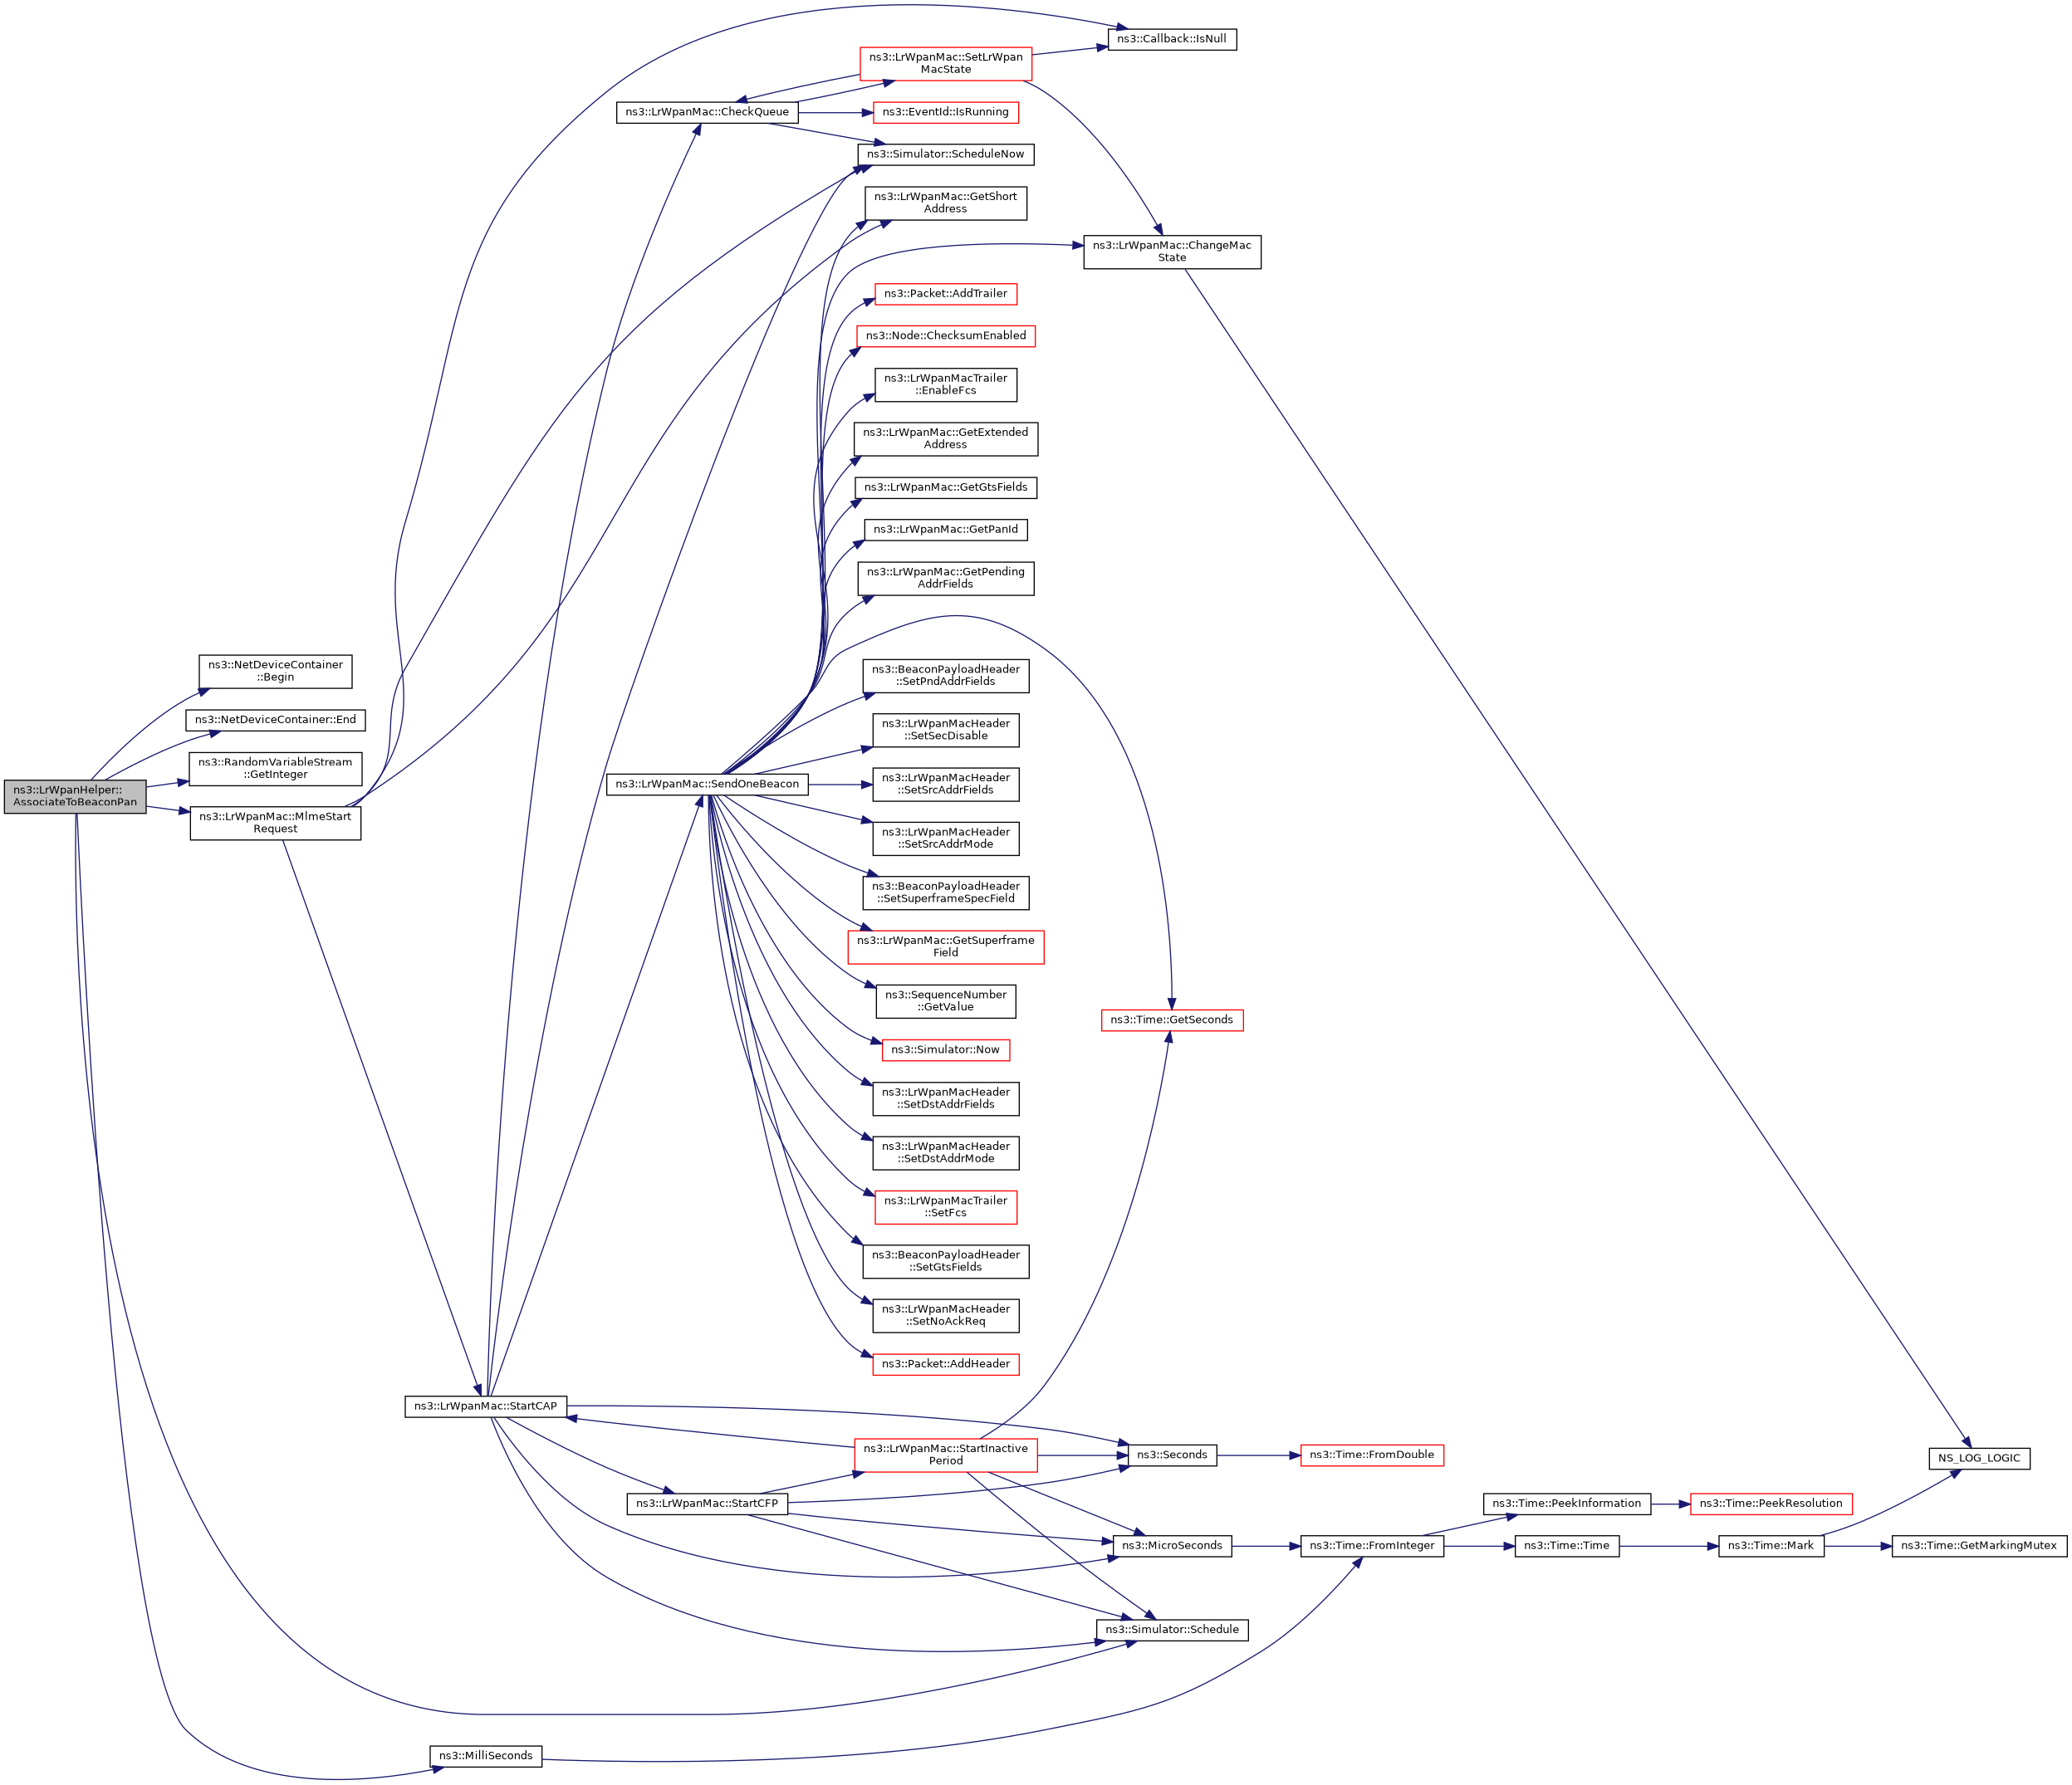 ns3::LrWpanHelper::
AssociateToBeaconPan
ns3::NetDeviceContainer
::Begin
ns3::NetDeviceContainer::End
ns3::RandomVariableStream
::GetInteger
ns3::LrWpanMac::MlmeStart
Request
ns3::MilliSeconds
ns3::LrWpanMac::StartCAP
ns3::LrWpanMac::CheckQueue
ns3::LrWpanMac::SendOneBeacon
ns3::LrWpanMac::StartCFP
ns3::LrWpanMac::SetLrWpan
MacState
ns3::EventId::IsRunning
ns3::Simulator::ScheduleNow
ns3::LrWpanMac::GetShort
Address
ns3::Packet::AddTrailer
ns3::Node::ChecksumEnabled
ns3::LrWpanMacTrailer
::EnableFcs
ns3::LrWpanMac::GetExtended
Address
ns3::LrWpanMac::GetGtsFields
ns3::LrWpanMac::GetPanId
ns3::LrWpanMac::GetPending
AddrFields
ns3::BeaconPayloadHeader
::SetPndAddrFields
ns3::LrWpanMacHeader
::SetSecDisable
ns3::LrWpanMacHeader
::SetSrcAddrFields
ns3::LrWpanMacHeader
::SetSrcAddrMode
ns3::BeaconPayloadHeader
::SetSuperframeSpecField
ns3::LrWpanMac::GetSuperframe
Field
ns3::SequenceNumber
::GetValue
ns3::Simulator::Now
ns3::LrWpanMacHeader
::SetDstAddrFields
ns3::LrWpanMacHeader
::SetDstAddrMode
ns3::LrWpanMacTrailer
::SetFcs
ns3::BeaconPayloadHeader
::SetGtsFields
ns3::LrWpanMacHeader
::SetNoAckReq
ns3::Packet::AddHeader
ns3::LrWpanMac::StartInactive
Period
ns3::Callback::IsNull
ns3::LrWpanMac::ChangeMac
State
ns3::Time::GetSeconds
ns3::Seconds
ns3::MicroSeconds
ns3::Simulator::Schedule
ns3::Time::FromDouble
ns3::Time::FromInteger
ns3::Time::PeekInformation
ns3::Time::Time
ns3::Time::PeekResolution
ns3::Time::Mark
NS_LOG_LOGIC
ns3::Time::GetMarkingMutex